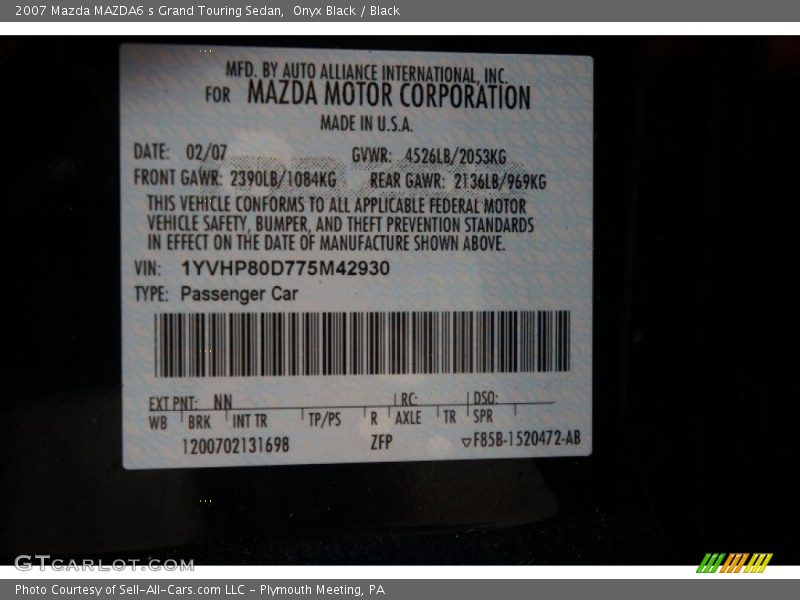 2007 Mazda MAZDA6 s Grand Touring Sedan, Onyx Black / Black
MFD. BY AUTO ALLIANCE INTERNATIONAL, INC.
FOR MAZDA MOTOR CORPORATION
MADE IN U.S.A.
DATE: 02/07 GVWR: 4526LB/2053KG
FRONT GAWR: 2390LB/1084KG REAR GAWR: 2136LB/969KG
THIS VEHICLE CONFORMS TO ALL APPLICABLE FEDERAL MOTOR
VEHICLE SAFETY, BUMPER, AND THEFT PREVENTION STANDARDS
IN EFFECT ON THE DATE OF MANUFACTURE SHOWN ABOVE.
VIN: 1YVHP80D775M42930
TYPE: Passenger Car
EXT PNT: NN RC: DSO:
WB BRK INT TR TP/PS R AXLE TR SPR
1200702131698 ZFP F85B-1520472-AB
GTCARLOT.COM
Photo Courtesy of Sell-All-Cars.com LLC - Plymouth Meeting, PA